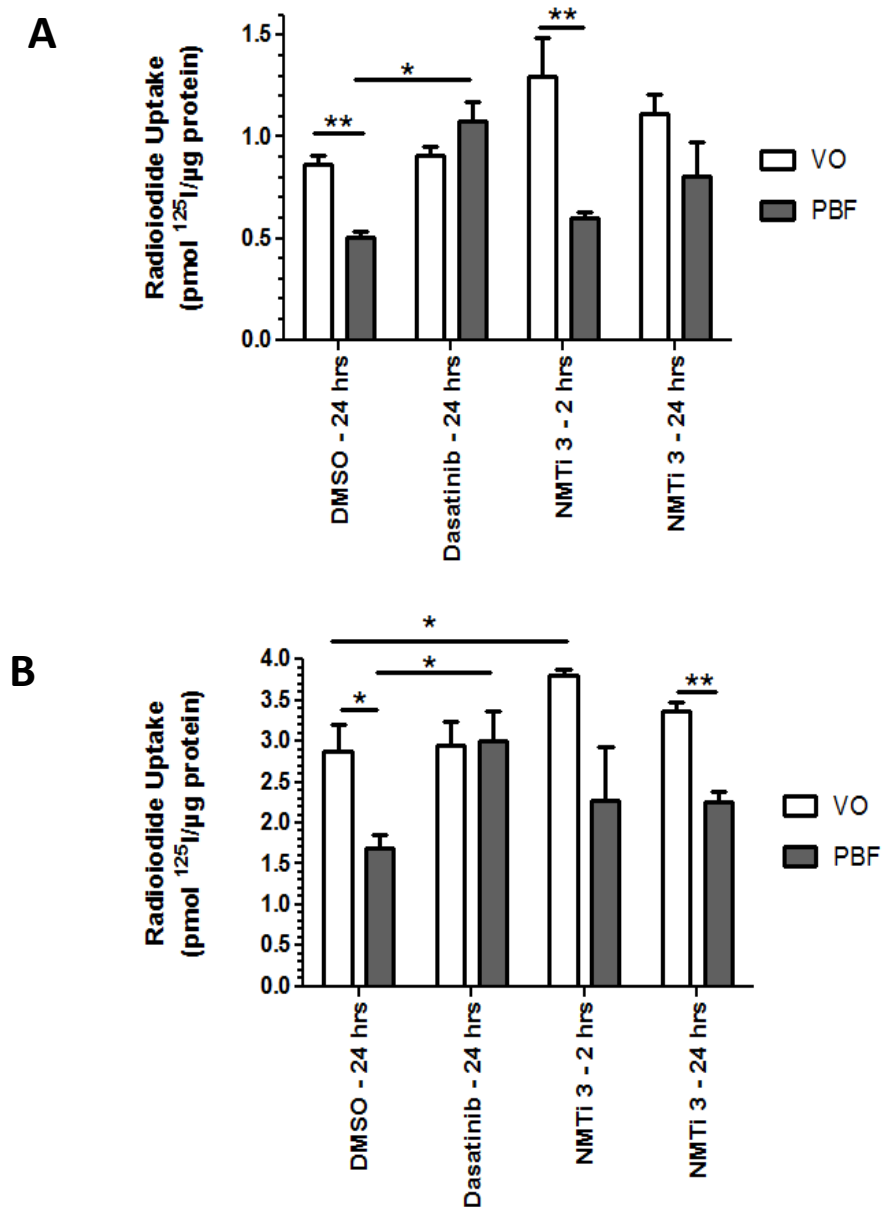 A
Radioiodide Uptake
(pmol ¹²⁵I/µg protein)
1.5
1.0
0.5
0.0
**
*
**
VO
PBF
DMSO - 24 hrs
Dasatinib - 24 hrs
NMTi 3 - 2 hrs
NMTi 3 - 24 hrs
B
Radioiodide Uptake
(pmol ¹²⁵I/µg protein)
4.0
3.5
3.0
2.5
2.0
1.5
1.0
0.5
0.0
*
*
*
**
VO
PBF
DMSO - 24 hrs
Dasatinib - 24 hrs
NMTi 3 - 2 hrs
NMTi 3 - 24 hrs